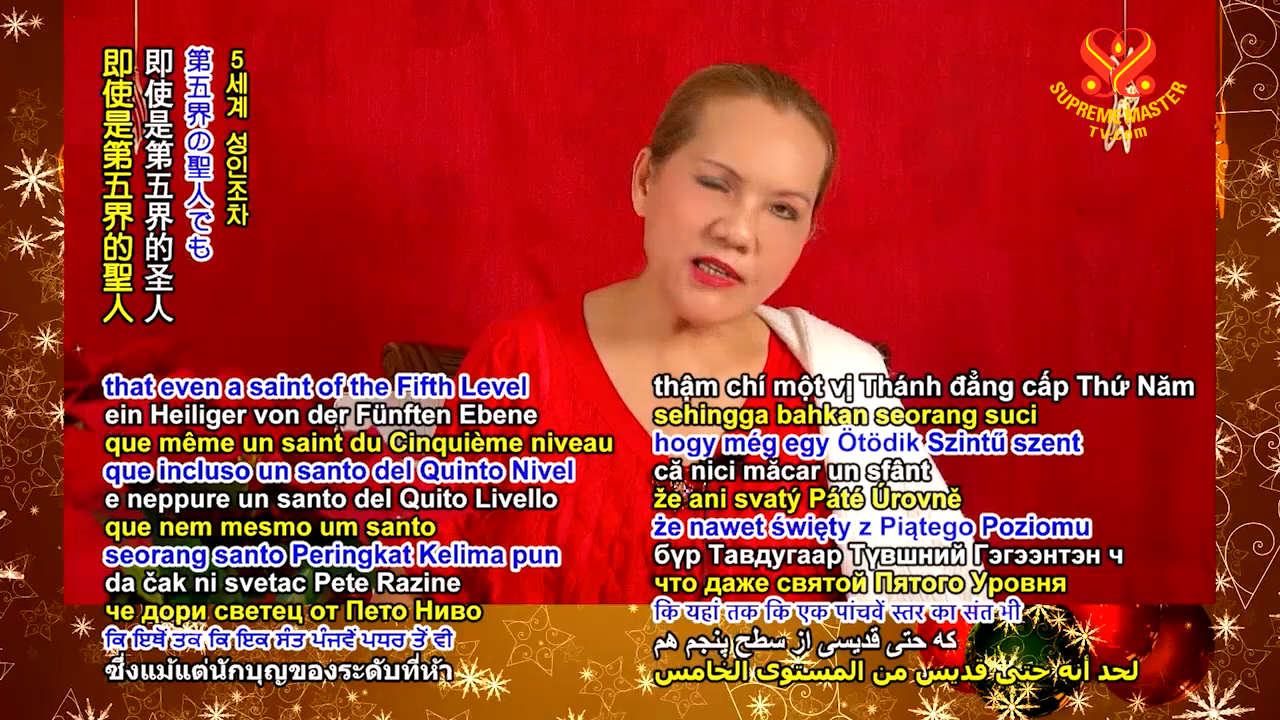 5세계 성인조차
第五界の聖人でも
即使是第五界的圣人
即使是第五界的聖人
SUPREME MASTER
TV.com
that even a saint of the Fifth Level
ein Heiliger von der Fünften Ebene
que même un saint du Cinquième niveau
que incluso un santo del Quinto Nivel
e neppure un santo del Quito Livello
que nem mesmo um santo
seorang santo Peringkat Kelima pun
da čak ni svetac Pete Razine
че дори светец от Пето Ниво
ਕਿ ਇਥੋਂ ਤਕ ਕਿ ਇਕ ਸੰਤ ਪੰਜਵੇਂ ਪਧਰ ਤੋਂ ਵੀ
ซึ่งแม้แต่นักบุญของระดับที่ห้า
thậm chí một vị Thánh đẳng cấp Thứ Năm
sehingga bahkan seorang suci
hogy még egy Ötödik Szintű szent
că nici măcar un sfânt
že ani svatý Páté Úrovně
że nawet święty z Piątego Poziomu
бүр Тавдугаар Түвшний Гэгээнтэн ч
что даже святой Пятого Уровня
कि यहां तक कि एक पांचवें स्तर का संत भी
که حتی قدیسی از سطح پنجم هم
لحد أنه حتى قديس من المستوى الخامس